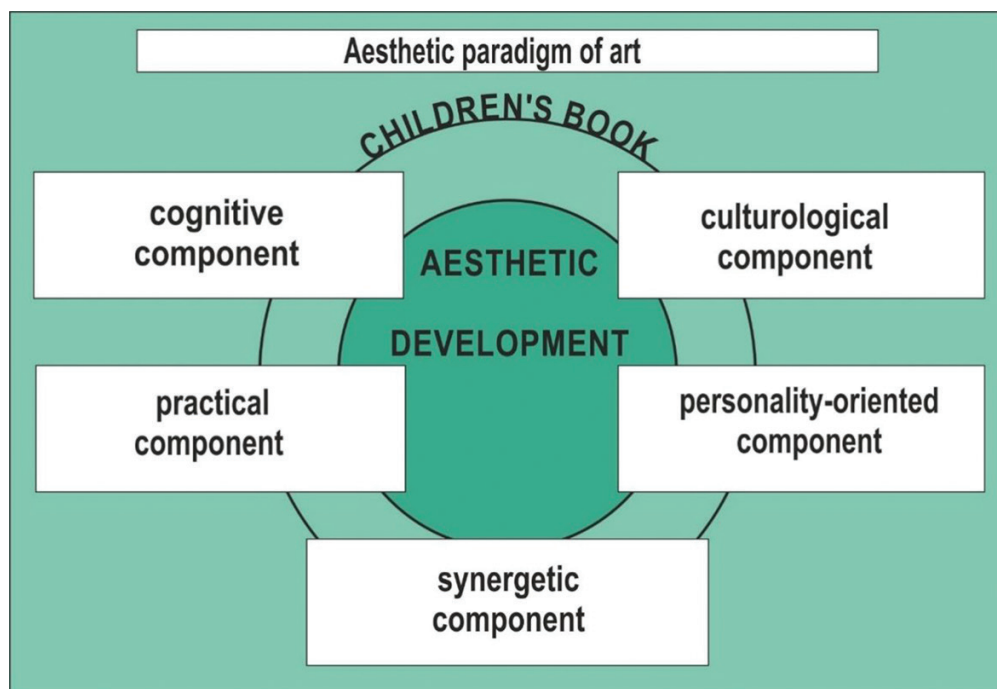 Aesthetic paradigm of art
CHILDREN'S BOOK
cognitive
component
culturological
component
AESTHETIC
DEVELOPMENT
practical
component
personality-oriented
component
synergetic
component